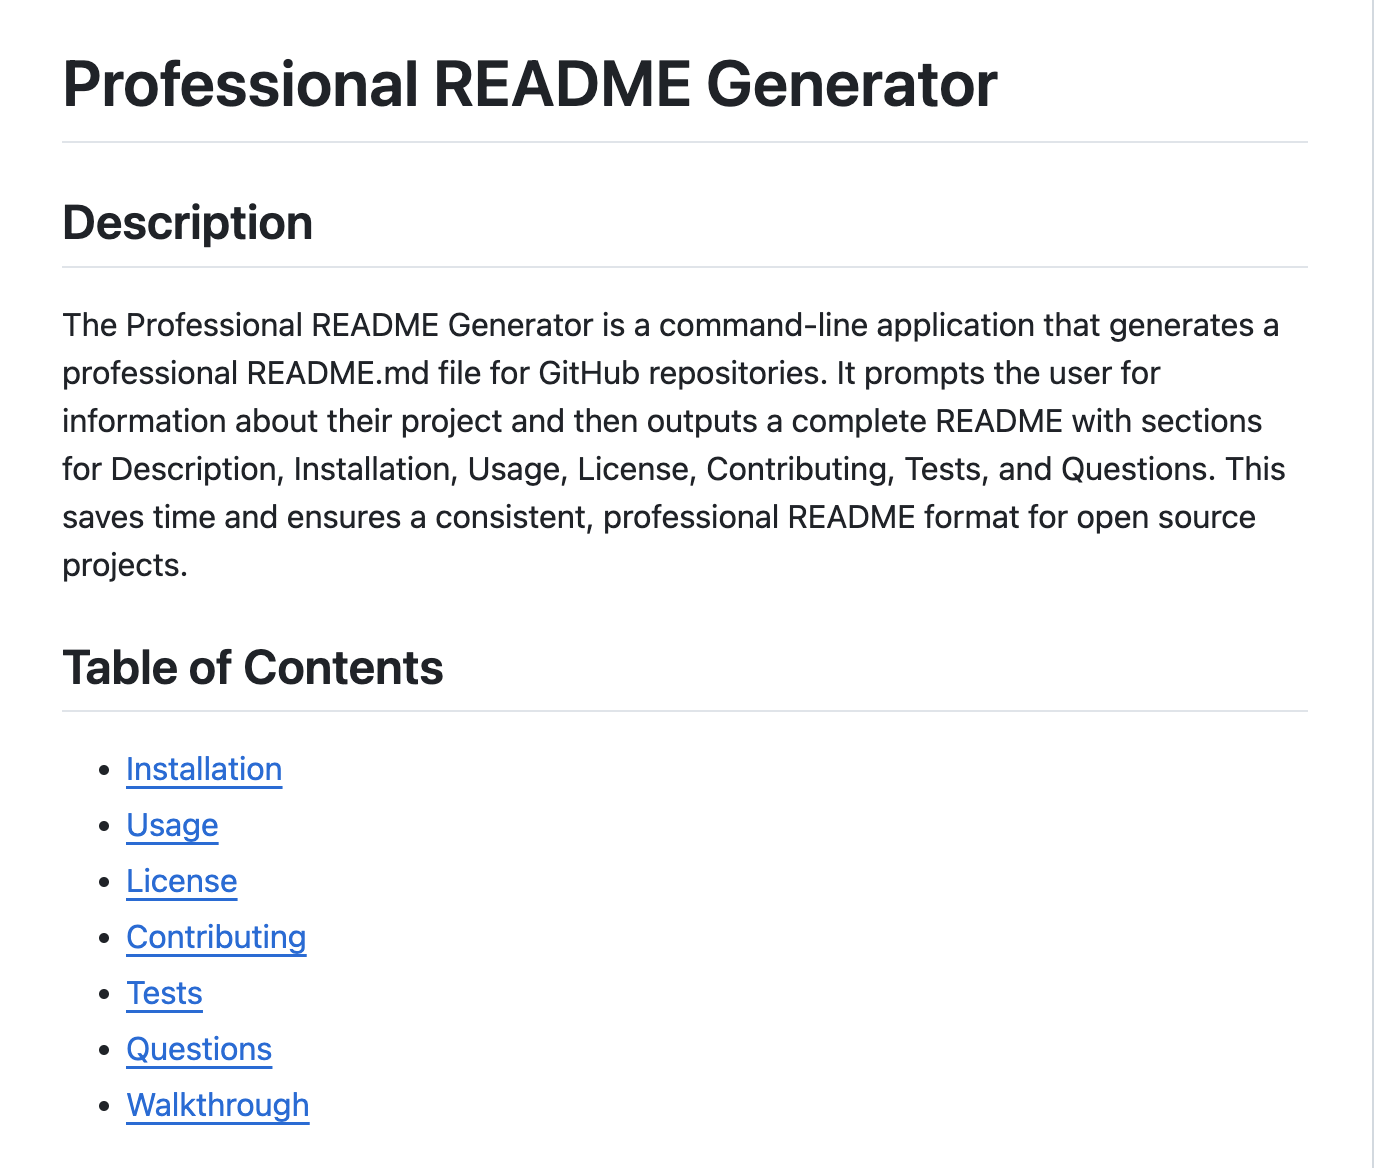 Professional README Generator
Description
The Professional README Generator is a command-line application that generates a
professional README.md file for GitHub repositories. It prompts the user for
information about their project and then outputs a complete README with sections
for Description, Installation, Usage, License, Contributing, Tests, and Questions. This
saves time and ensures a consistent, professional README format for open source
projects.
Table of Contents
Installation
Usage
License
Contributing
Tests
Questions
Walkthrough